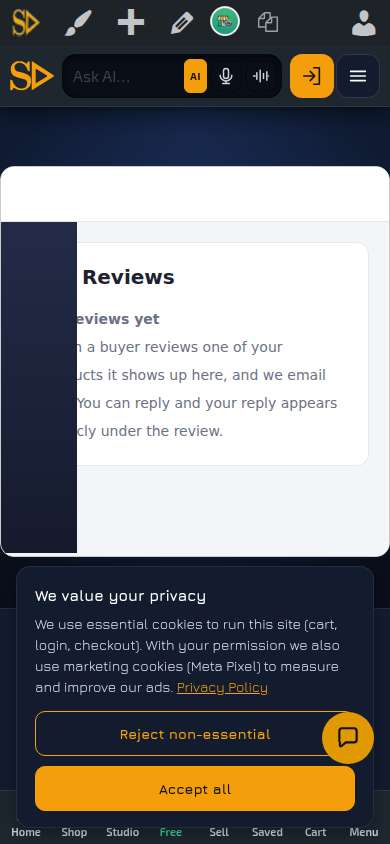 SD
Ask AI...
AI
Reviews
eviews yet
n a buyer reviews one of your
ucts it shows up here, and we email
You can reply and your reply appears
cly under the review.
We value your privacy
We use essential cookies to run this site (cart,
login, checkout). With your permission we also
use marketing cookies (Meta Pixel) to measure
and improve our ads. Privacy Policy
Reject non-essential
Accept all
Home Shop Studio Free Sell Saved Cart Menu